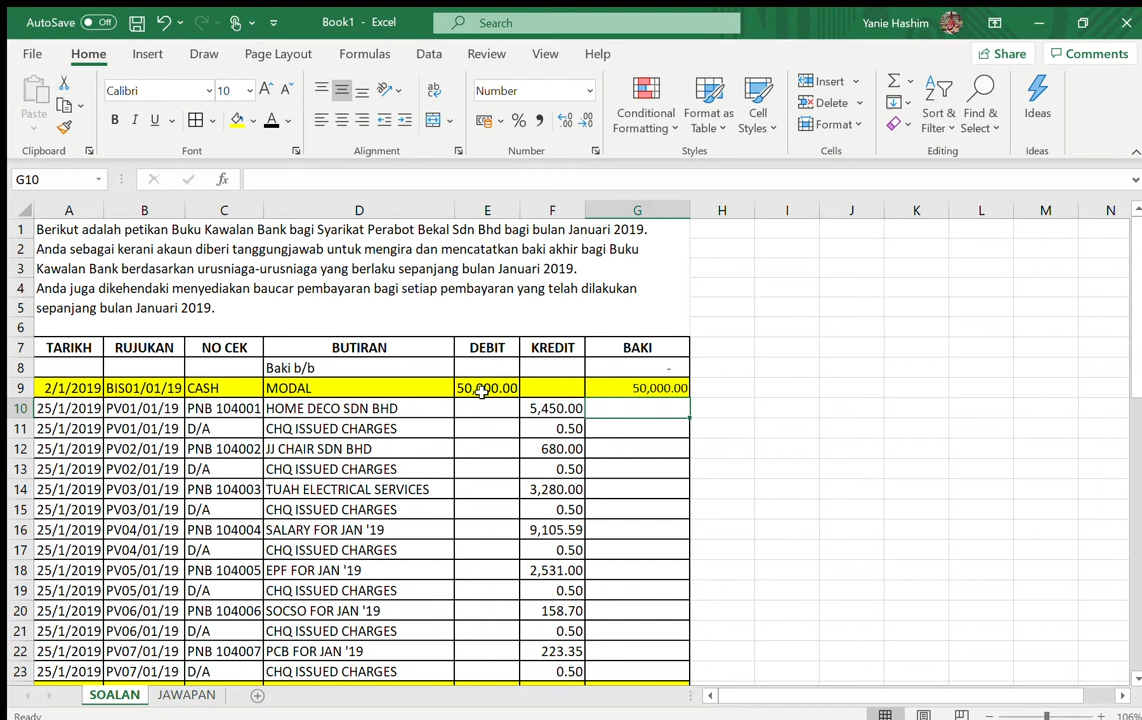 AutoSave Off Book1 - Excel Search Yanie Hashim
File Home Insert Draw Page Layout Formulas Data Review View Help Share Comments
Paste Calibri 10 A A ab
B I U A Number % 9 .00 Conditional Formatting Format as Table Cell Styles Insert Delete Format Sort & Filter Find & Select Ideas
Clipboard Font Alignment Number Styles Cells Editing Ideas
G10 fx
A B C D E F G H I J K L M N
1 Berikut adalah petikan Buku Kawalan Bank bagi Syarikat Perabot Bekal Sdn Bhd bagi bulan Januari 2019.
2 Anda sebagai kerani akaun diberi tanggungjawab untuk mengira dan mencatatkan baki akhir bagi Buku
3 Kawalan Bank berdasarkan urusniaga-urusniaga yang berlaku sepanjang bulan Januari 2019.
4 Anda juga dikehendaki menyediakan baucar pembayaran bagi setiap pembayaran yang telah dilakukan
5 sepanjang bulan Januari 2019.
6
7 TARIKH RUJUKAN NO CEK BUTIRAN DEBIT KREDIT BAKI
8 Baki b/b -
9 2/1/2019 BIS01/01/19 CASH MODAL 50,000.00 50,000.00
10 25/1/2019 PV01/01/19 PNB 104001 HOME DECO SDN BHD 5,450.00
11 25/1/2019 PV01/01/19 D/A CHQ ISSUED CHARGES 0.50
12 25/1/2019 PV02/01/19 PNB 104002 JJ CHAIR SDN BHD 680.00
13 25/1/2019 PV02/01/19 D/A CHQ ISSUED CHARGES 0.50
14 25/1/2019 PV03/01/19 PNB 104003 TUAH ELECTRICAL SERVICES 3,280.00
15 25/1/2019 PV03/01/19 D/A CHQ ISSUED CHARGES 0.50
16 25/1/2019 PV04/01/19 PNB 104004 SALARY FOR JAN '19 9,105.59
17 25/1/2019 PV04/01/19 D/A CHQ ISSUED CHARGES 0.50
18 25/1/2019 PV05/01/19 PNB 104005 EPF FOR JAN '19 2,531.00
19 25/1/2019 PV05/01/19 D/A CHQ ISSUED CHARGES 0.50
20 25/1/2019 PV06/01/19 PNB 104006 SOCSO FOR JAN '19 158.70
21 25/1/2019 PV06/01/19 D/A CHQ ISSUED CHARGES 0.50
22 25/1/2019 PV07/01/19 PNB 104007 PCB FOR JAN '19 223.35
23 25/1/2019 PV07/01/19 D/A CHQ ISSUED CHARGES 0.50
SOALAN JAWAPAN
Ready 106%